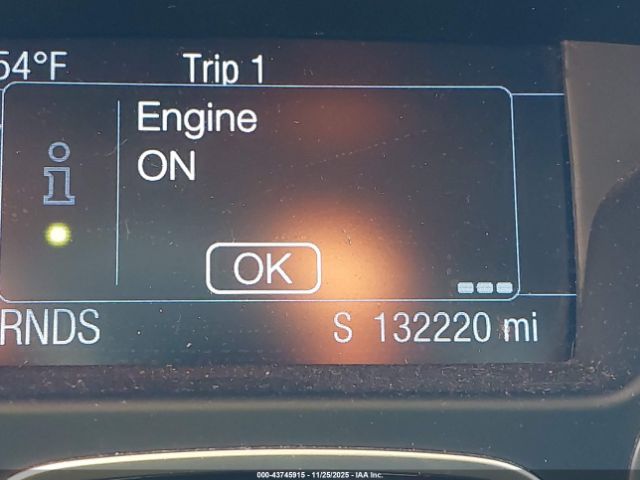 54°F Trip 1
Engine
ON
OK
RNDS S 132220 mi
000-43745915 - 11/25/2025 - IAA Inc.